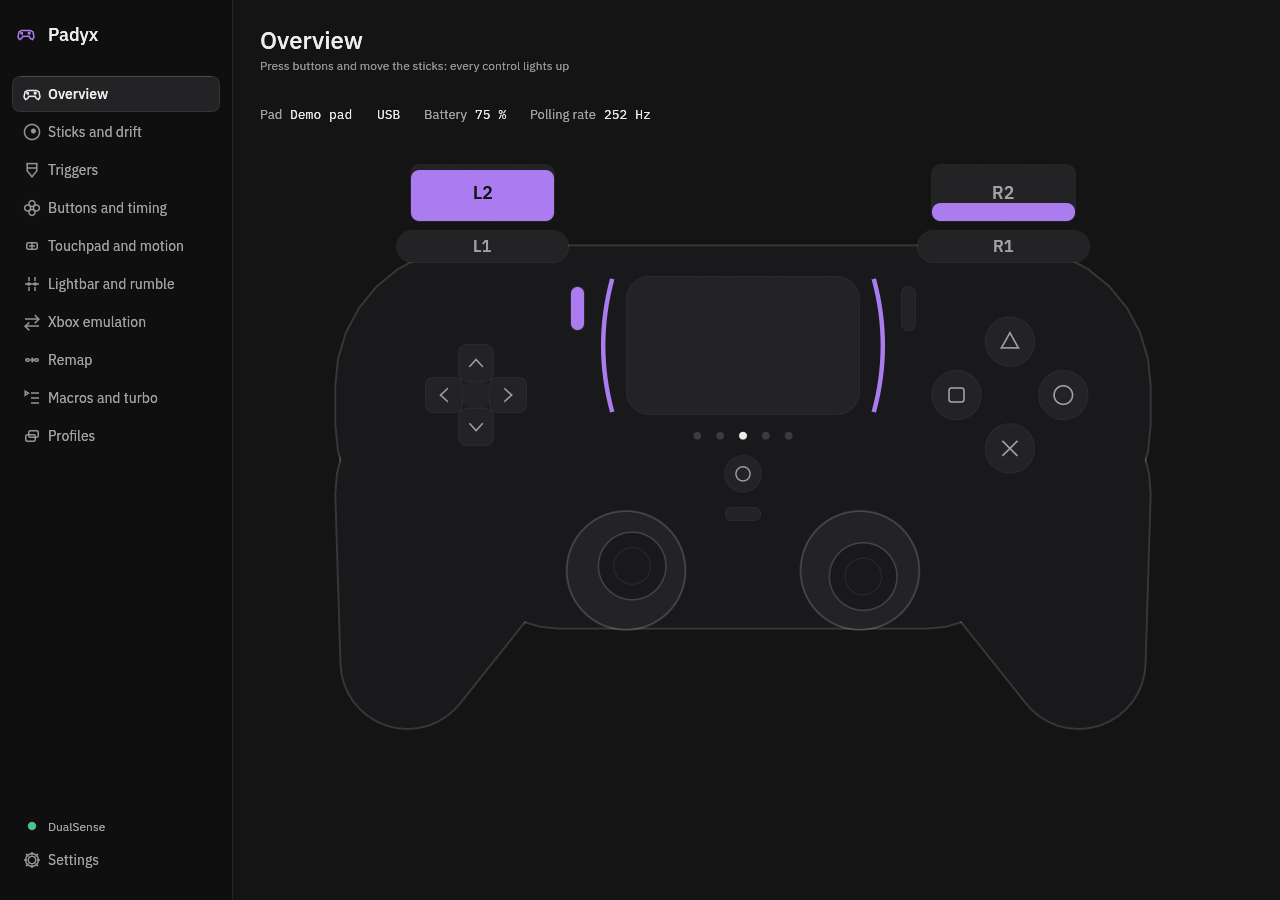 Padyx
Overview
Sticks and drift
Triggers
Buttons and timing
Touchpad and motion
Lightbar and rumble
Xbox emulation
Remap
Macros and turbo
Profiles
DualSense
Settings
Overview
Press buttons and move the sticks: every control lights up
Pad Demo pad USB Battery 75 % Polling rate 252 Hz
L2 R2
L1 R1